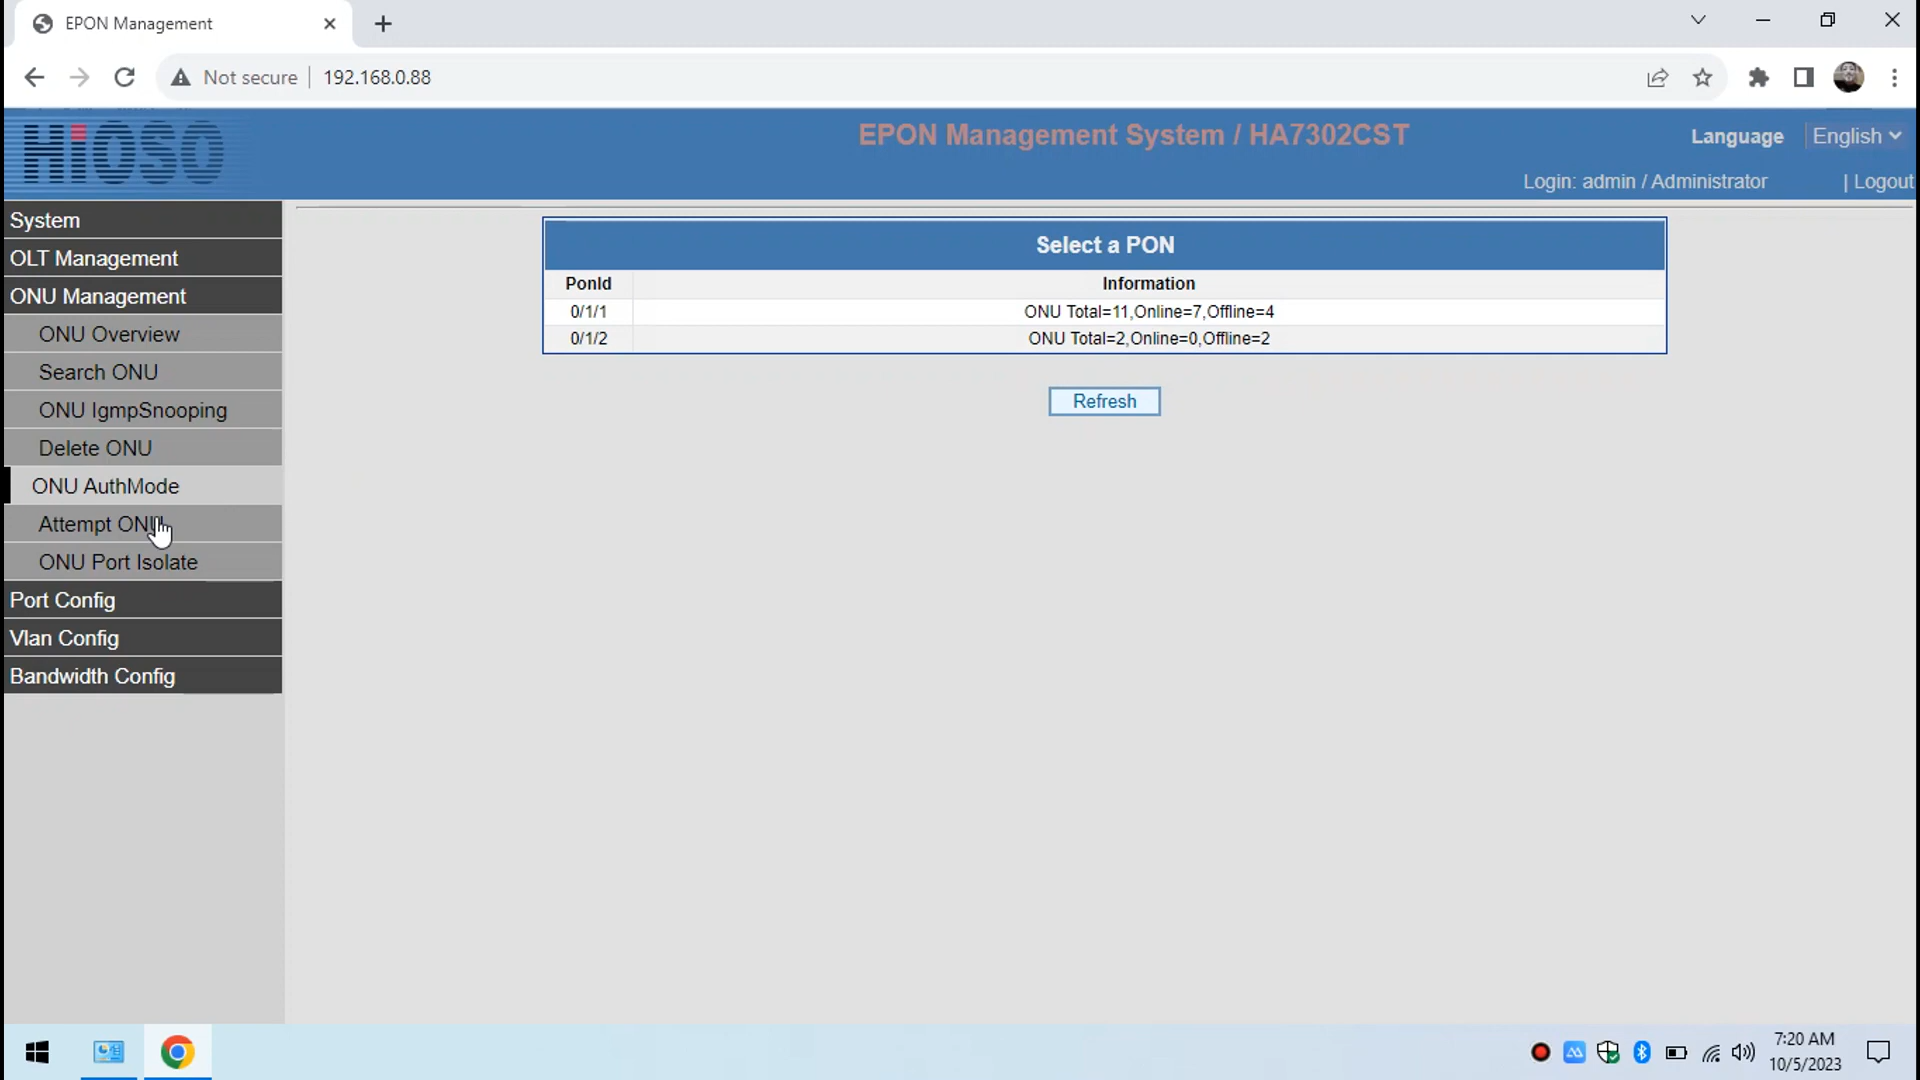 EPON Management
Not secure
192.168.0.88
HiOSO
EPON Management System / HA7302CST
Language
English
Login: admin / Administrator
| Logout
System
OLT Management
ONU Management
ONU Overview
Search ONU
ONU IgmpSnooping
Delete ONU
ONU AuthMode
Attempt ONU
ONU Port Isolate
Port Config
Vlan Config
Bandwidth Config
Select a PON
PonId Information
0/1/1 ONU Total=11,Online=7,Offline=4
0/1/2 ONU Total=2,Online=0,Offline=2
Refresh
7:20 AM
10/5/2023